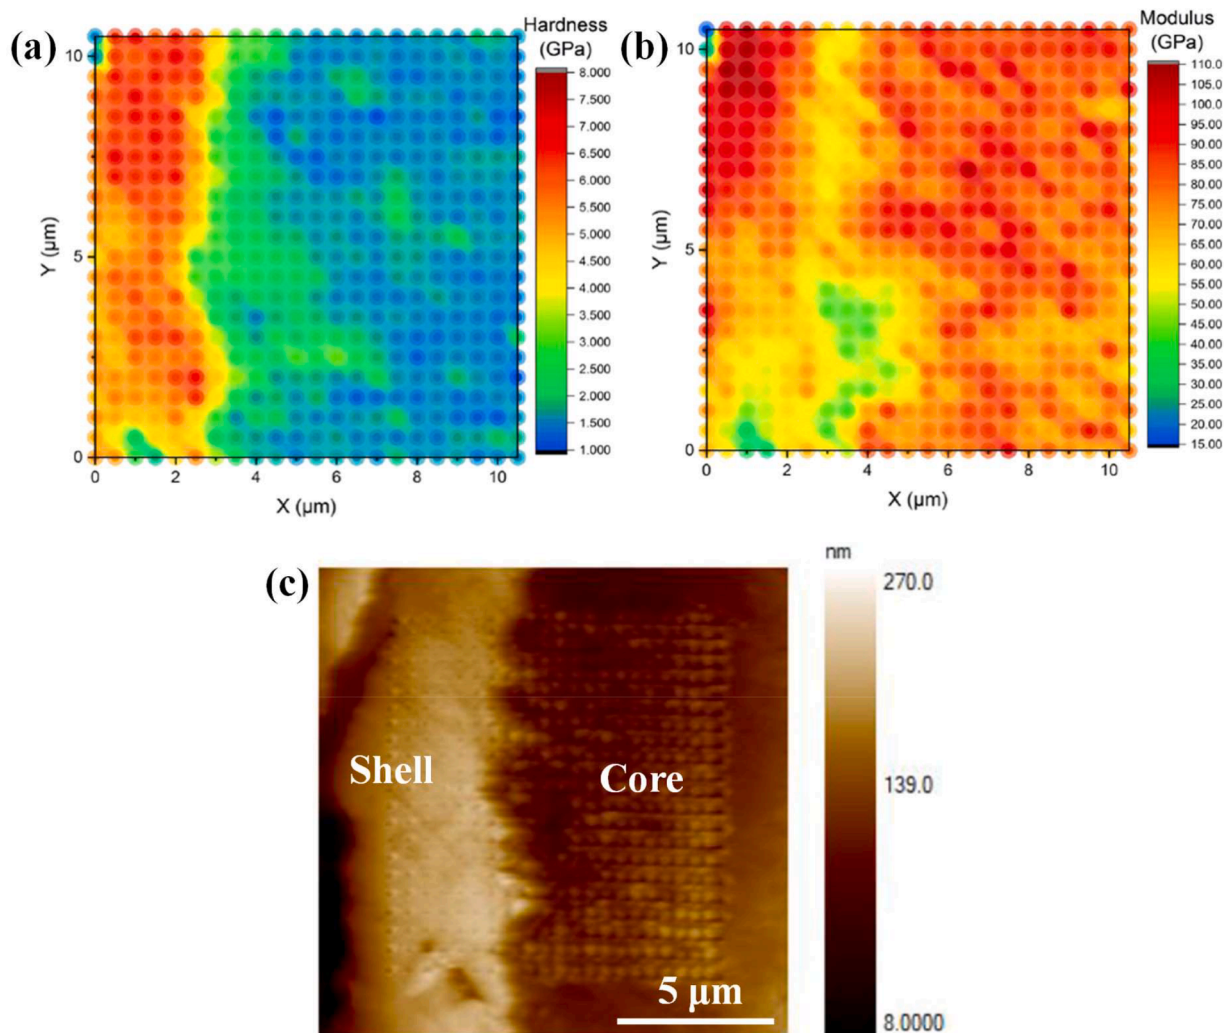 (a)
Hardness
(GPa)
8.000
7.500
7.000
6.500
6.000
5.500
5.000
4.500
4.000
3.500
3.000
2.500
2.000
1.500
1.000
10
5
0
Y (μm)
0 2 4 6 8 10
X (μm)
(b)
Modulus
(GPa)
110.0
105.0
100.0
95.00
90.00
85.00
80.00
75.00
70.00
65.00
60.00
55.00
50.00
45.00
40.00
35.00
30.00
25.00
20.00
15.00
10
5
0
Y (μm)
0 2 4 6 8 10
X (μm)
(c)
Shell
Core
5 μm
nm
270.0
139.0
8.0000